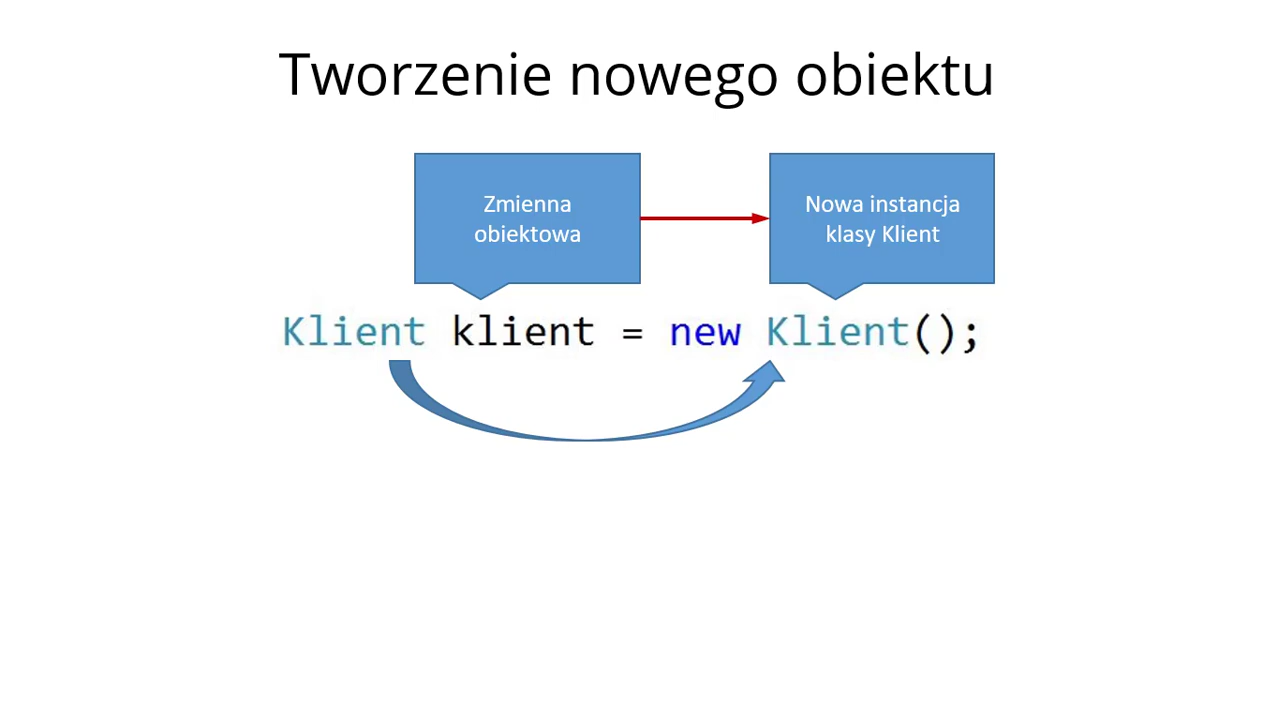 Tworzenie nowego obiektu
Zmienna
obiektowa
Nowa instancja
klasy Klient
Klient klient = new Klient();